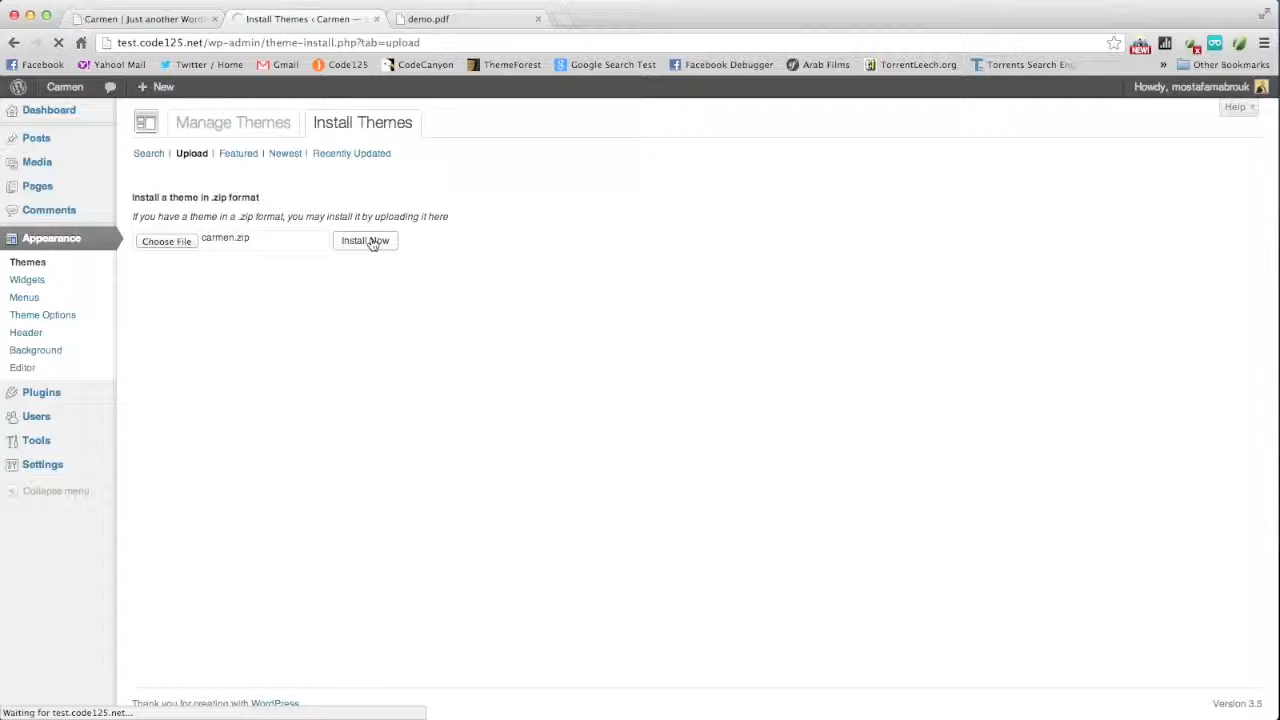 Carmen | Just another Word
Install Themes ‹ Carmen —
demo.pdf
test.code125.net/wp-admin/theme-install.php?tab=upload
NEW!
Facebook
Yahoo! Mail
Twitter / Home
Gmail
Code125
CodeCanyon
ThemeForest
Google Search Test
Facebook Debugger
Arab Films
TorrentLeech.org
Torrents Search En
»
Other Bookmarks
Carmen
+ New
Howdy, mostafamabrouk
Help
Dashboard
Posts
Media
Pages
Comments
Appearance
Themes
Widgets
Menus
Theme Options
Header
Background
Editor
Plugins
Users
Tools
Settings
Collapse menu
Manage Themes
Install Themes
Search | Upload | Featured | Newest | Recently Updated
Install a theme in .zip format
If you have a theme in a .zip format, you may install it by uploading it here
Choose File carmen.zip
Install Now
Thank you for creating with WordPress
Version 3.5
Waiting for test.code125.net...